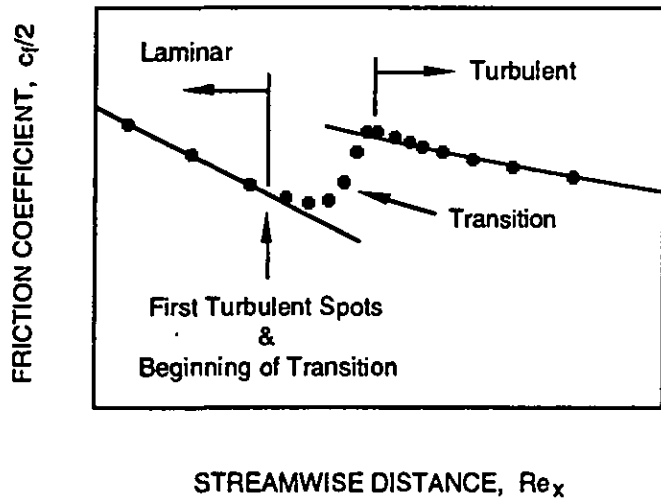 FRICTION COEFFICIENT, cf/2
Laminar
Turbulent
Transition
First Turbulent Spots
&
Beginning of Transition
STREAMWISE DISTANCE, Rex